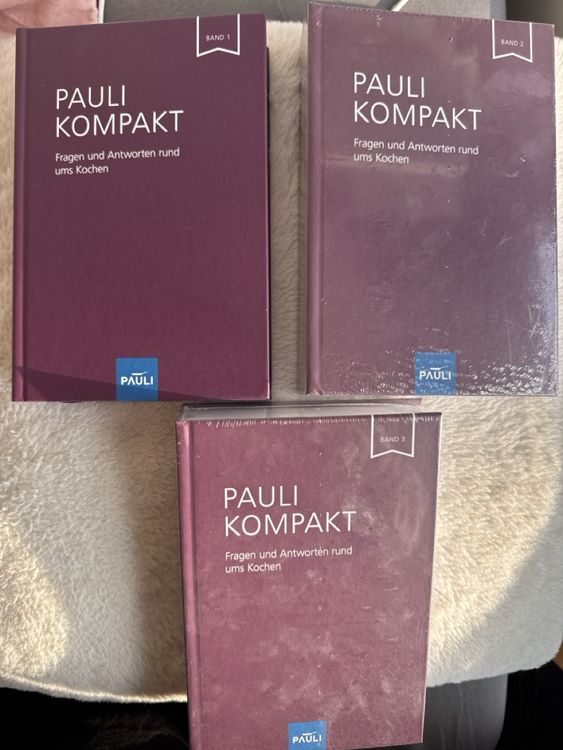 BAND 1
PAULI
KOMPAKT
Fragen und Antworten rund
ums Kochen
PAULI
BAND 2
PAULI
KOMPAKT
Fragen und Antworten rund
ums Kochen
PAULI
BAND 3
PAULI
KOMPAKT
Fragen und Antworten rund
ums Kochen
PAULI